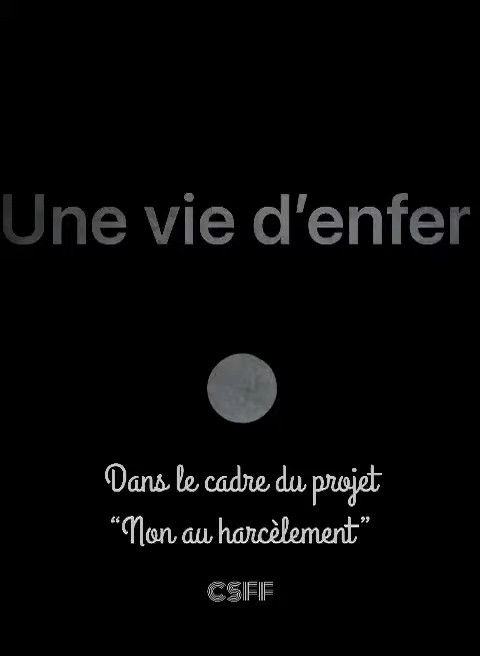 Une vie d’enfer
Dans le cadre du projet
“Non au harcèlement”
CSFF